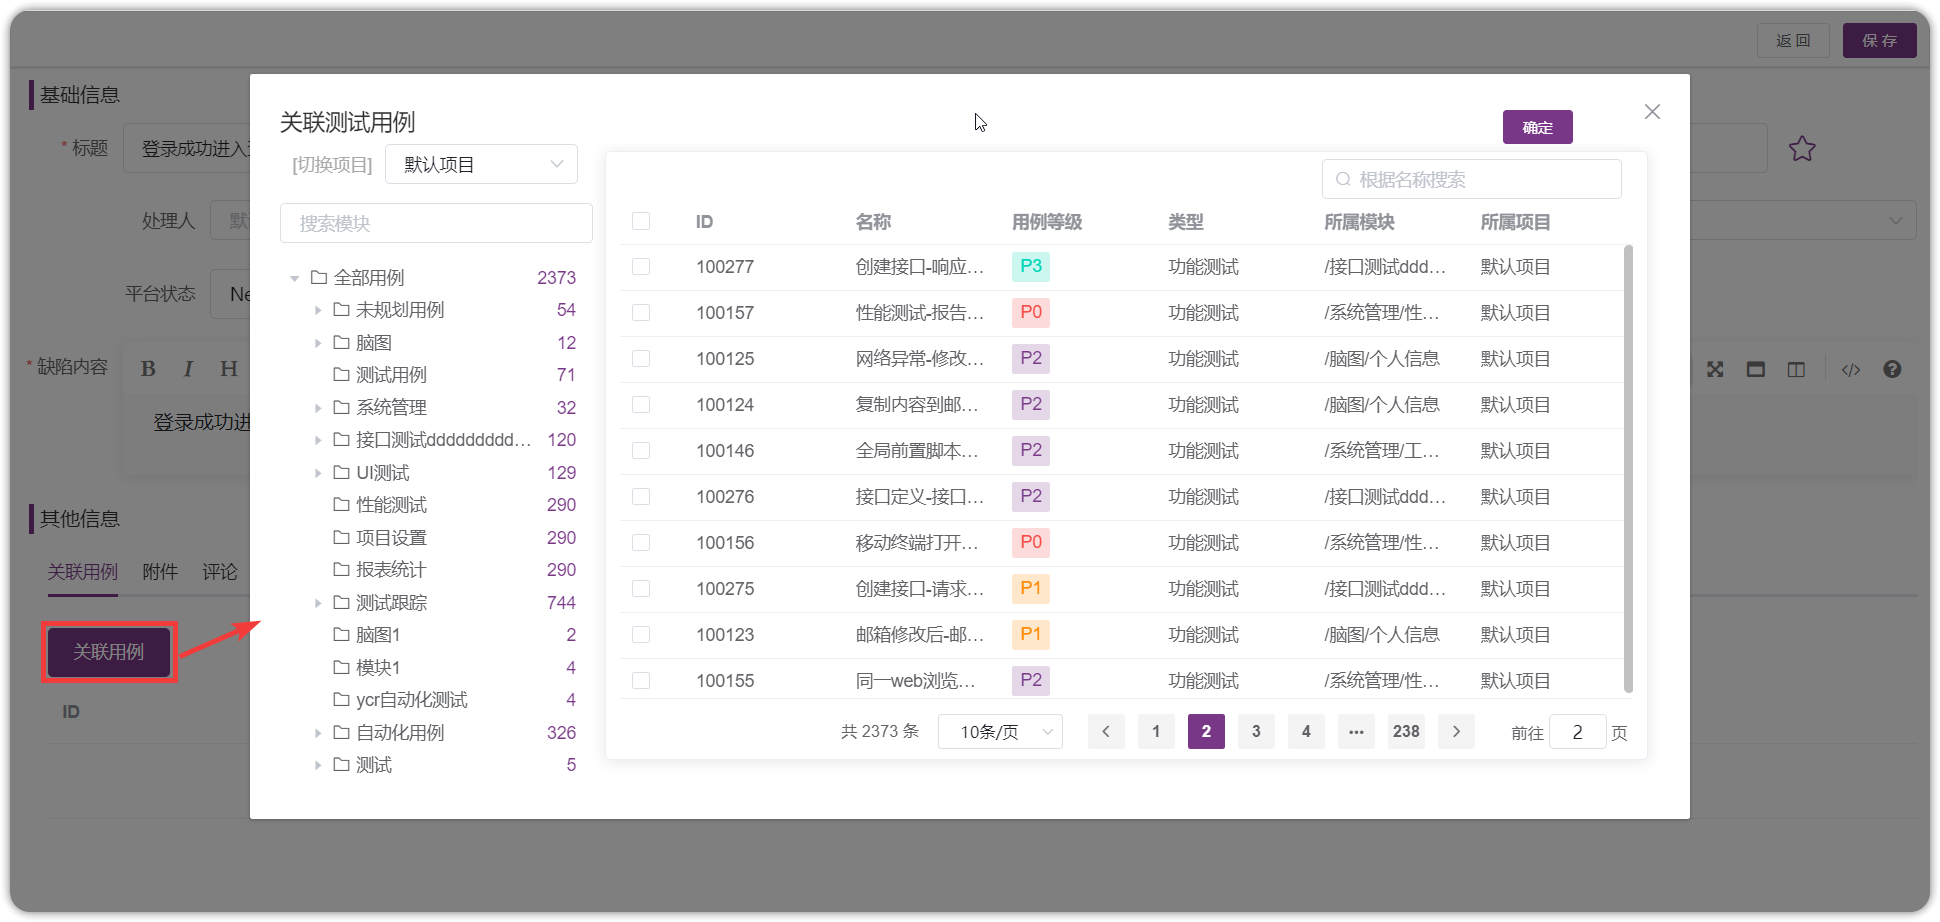 返回 保存
基础信息
* 标题 登录成功进入
处理人
平台状态 Ne
* 缺陷内容 B I H
登录成功进
其他信息
关联用例 附件 评论
关联用例
ID
关联测试用例
确定
[切换项目] 默认项目
搜索模块
全部用例 2373
未规划用例 54
脑图 12
测试用例 71
系统管理 32
接口测试ddddddddd... 120
UI测试 129
性能测试 290
项目设置 290
报表统计 290
测试跟踪 744
脑图1 2
模块1 4
ycr自动化测试 4
自动化用例 326
测试 5
根据名称搜索
ID 名称 用例等级 类型 所属模块 所属项目
100277 创建接口-响应... P3 功能测试 /接口测试ddd... 默认项目
100157 性能测试-报告... P0 功能测试 /系统管理/性... 默认项目
100125 网络异常-修改... P2 功能测试 /脑图/个人信息 默认项目
100124 复制内容到邮... P2 功能测试 /脑图/个人信息 默认项目
100146 全局前置脚本... P2 功能测试 /系统管理/工... 默认项目
100276 接口定义-接口... P2 功能测试 /接口测试ddd... 默认项目
100156 移动终端打开... P0 功能测试 /系统管理/性... 默认项目
100275 创建接口-请求... P1 功能测试 /接口测试ddd... 默认项目
100123 邮箱修改后-邮... P1 功能测试 /脑图/个人信息 默认项目
100155 同一web浏览... P2 功能测试 /系统管理/性... 默认项目
共 2373 条 10条/页 1 2 3 4 ... 238 前往 2 页